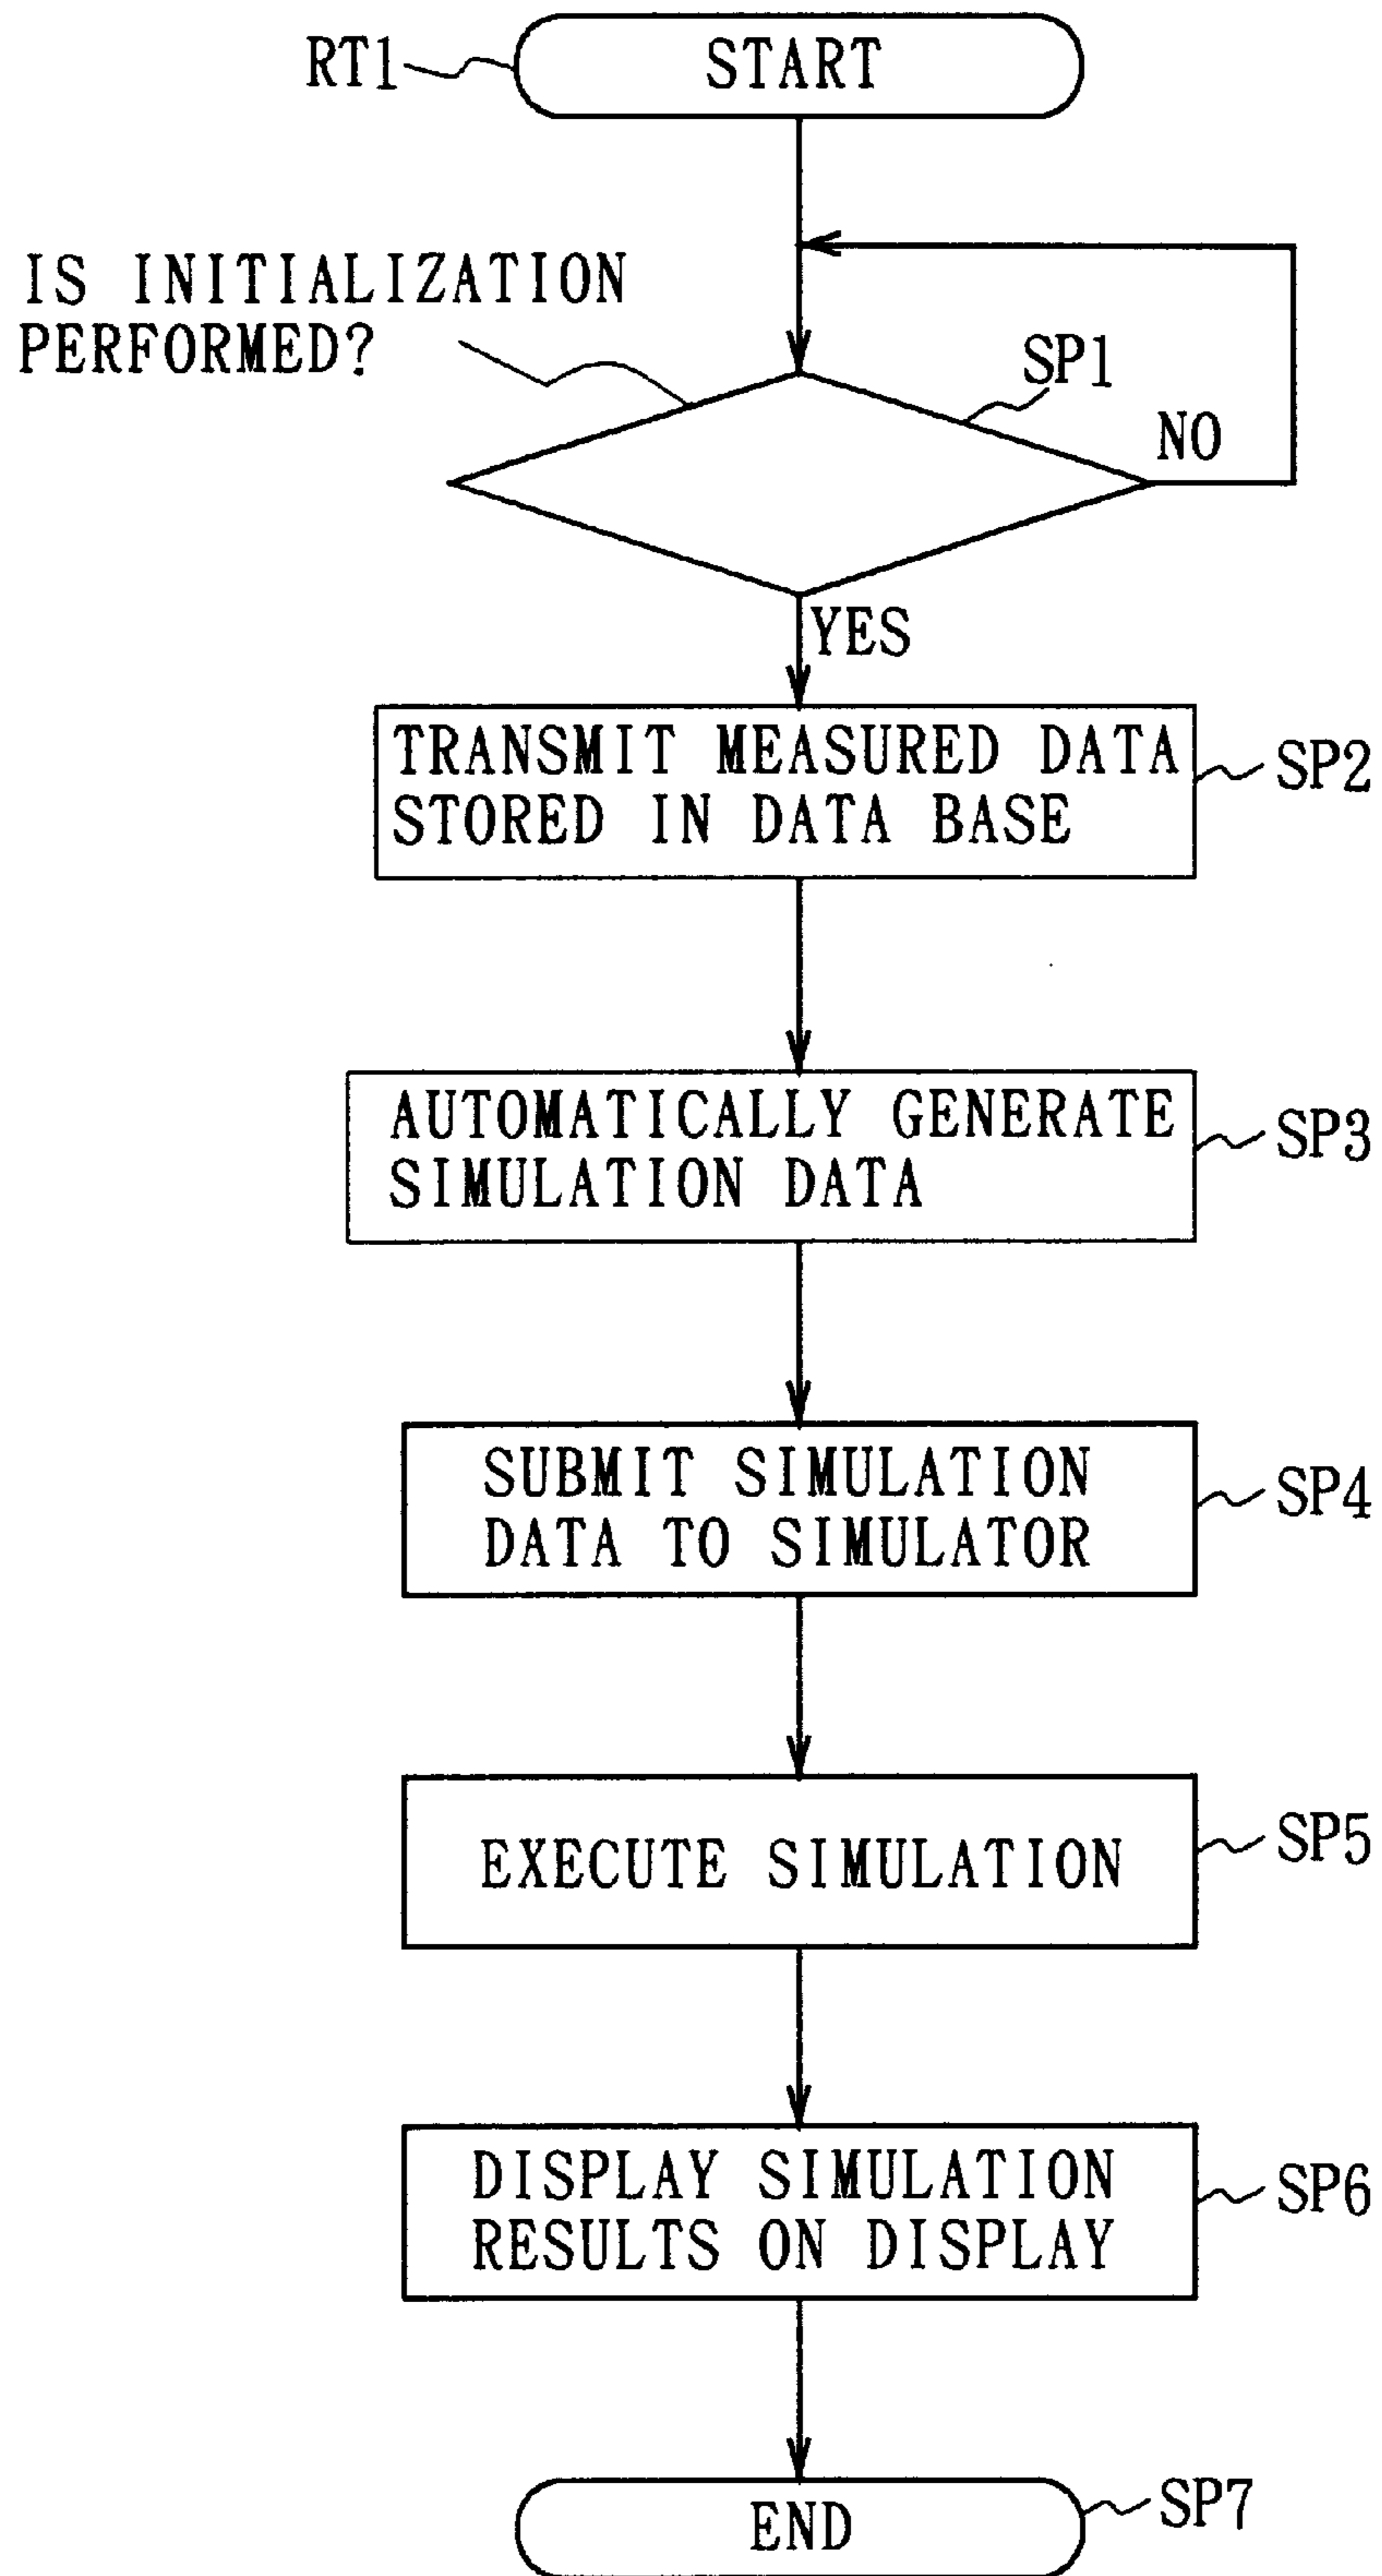 RT1
START
IS INITIALIZATION
PERFORMED?
SP1
NO
YES
TRANSMIT MEASURED DATA
STORED IN DATA BASE
SP2
AUTOMATICALLY GENERATE
SIMULATION DATA
SP3
SUBMIT SIMULATION
DATA TO SIMULATOR
SP4
EXECUTE SIMULATION
SP5
DISPLAY SIMULATION
RESULTS ON DISPLAY
SP6
END
SP7